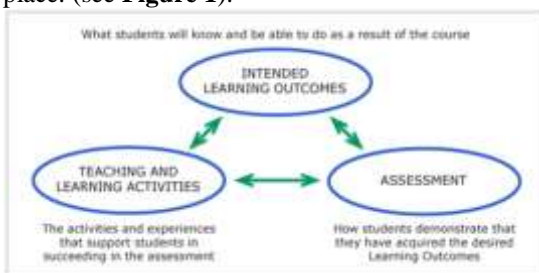 place. (see Figure 1).
What students will know and be able to do as a result of the course
INTENDED
LEARNING OUTCOMES
TEACHING AND
LEARNING ACTIVITIES
ASSESSMENT
The activities and experiences
that support students in
succeeding in the assessment
How students demonstrate that
they have acquired the desired
Learning Outcomes